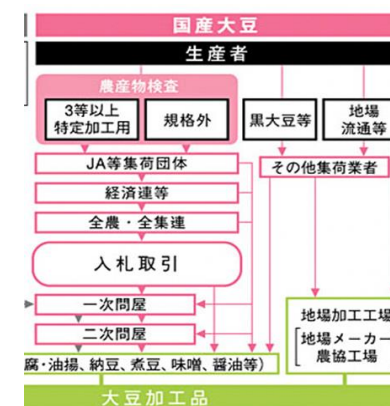 国産大豆
生産者
農産物検査
3等以上
特定加工用
規格外
黒大豆等
地場
流通等
JA等集荷団体
その他集荷業者
経済連等
全農・全集連
入札取引
一次問屋
二次問屋
地場加工工場
地場メーカー
農協工場
腐・油揚、納豆、煮豆、味噌、醤油等)
大豆加工品